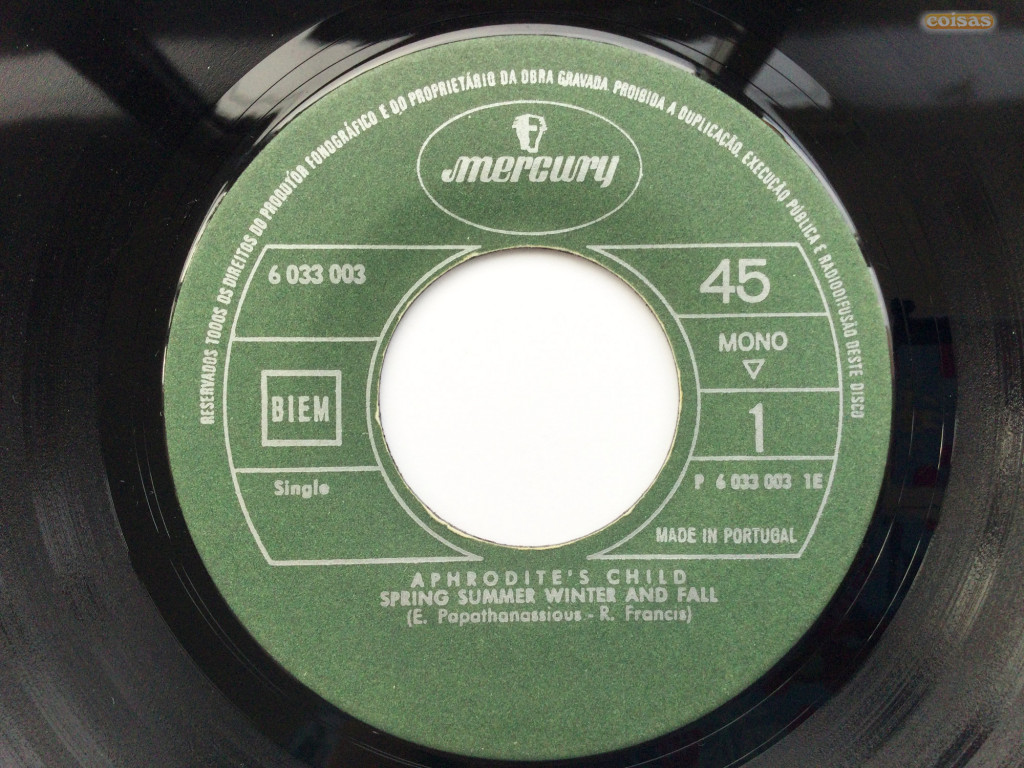 coisas
RESERVADOS TODOS OS DIREITOS DO PRODUTOR FONOGRÁFICO E DO PROPRIETÁRIO DA OBRA GRAVADA PROIBIDA A DUPLICAÇÃO, EXECUÇÃO PÚBLICA E RADIODIFUSÃO DESTE DISCO
mercury
6 033 003
45
MONO
BIEM
1
Single
P 6 033 003 1E
MADE IN PORTUGAL
APHRODITE'S CHILD
SPRING SUMMER WINTER AND FALL
(E. Papathanassious - R. Francis)